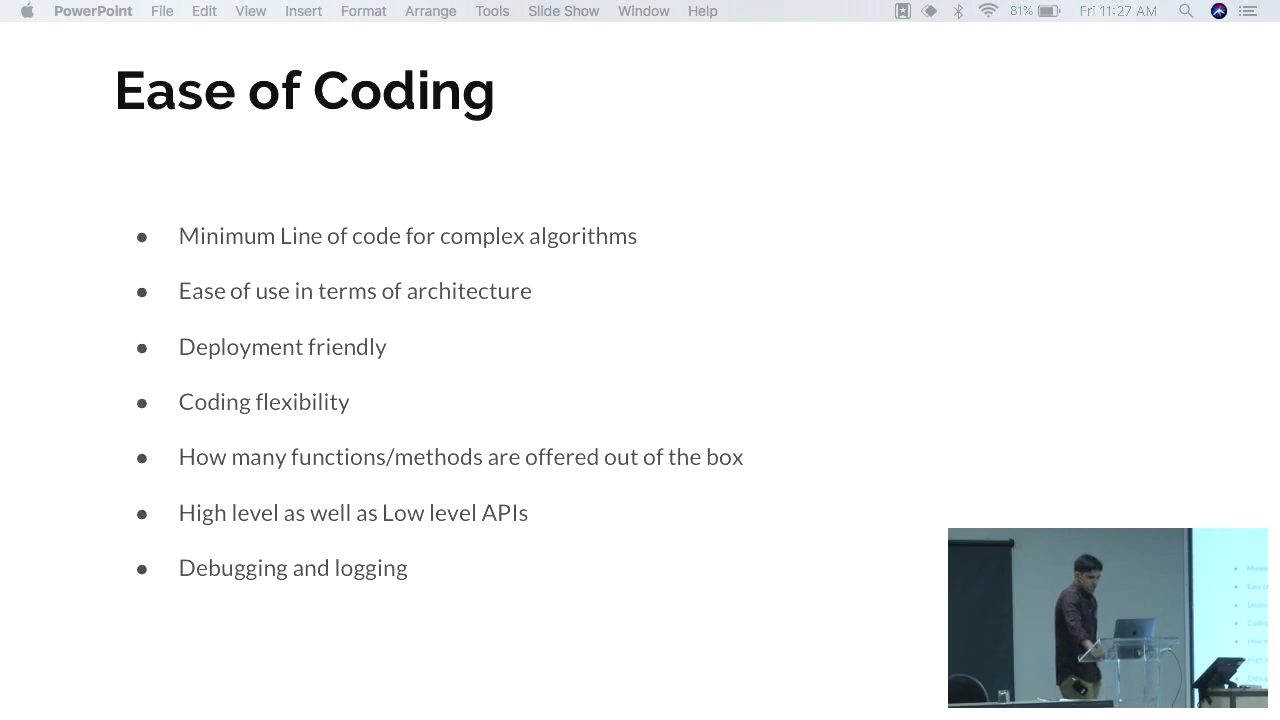 PowerPoint File Edit View Insert Format Arrange Tools Slide Show Window Help 81% Fri 11:27 AM
Ease of Coding
● Minimum Line of code for complex algorithms
● Ease of use in terms of architecture
● Deployment friendly
● Coding flexibility
● How many functions/methods are offered out of the box
● High level as well as Low level APIs
● Debugging and logging